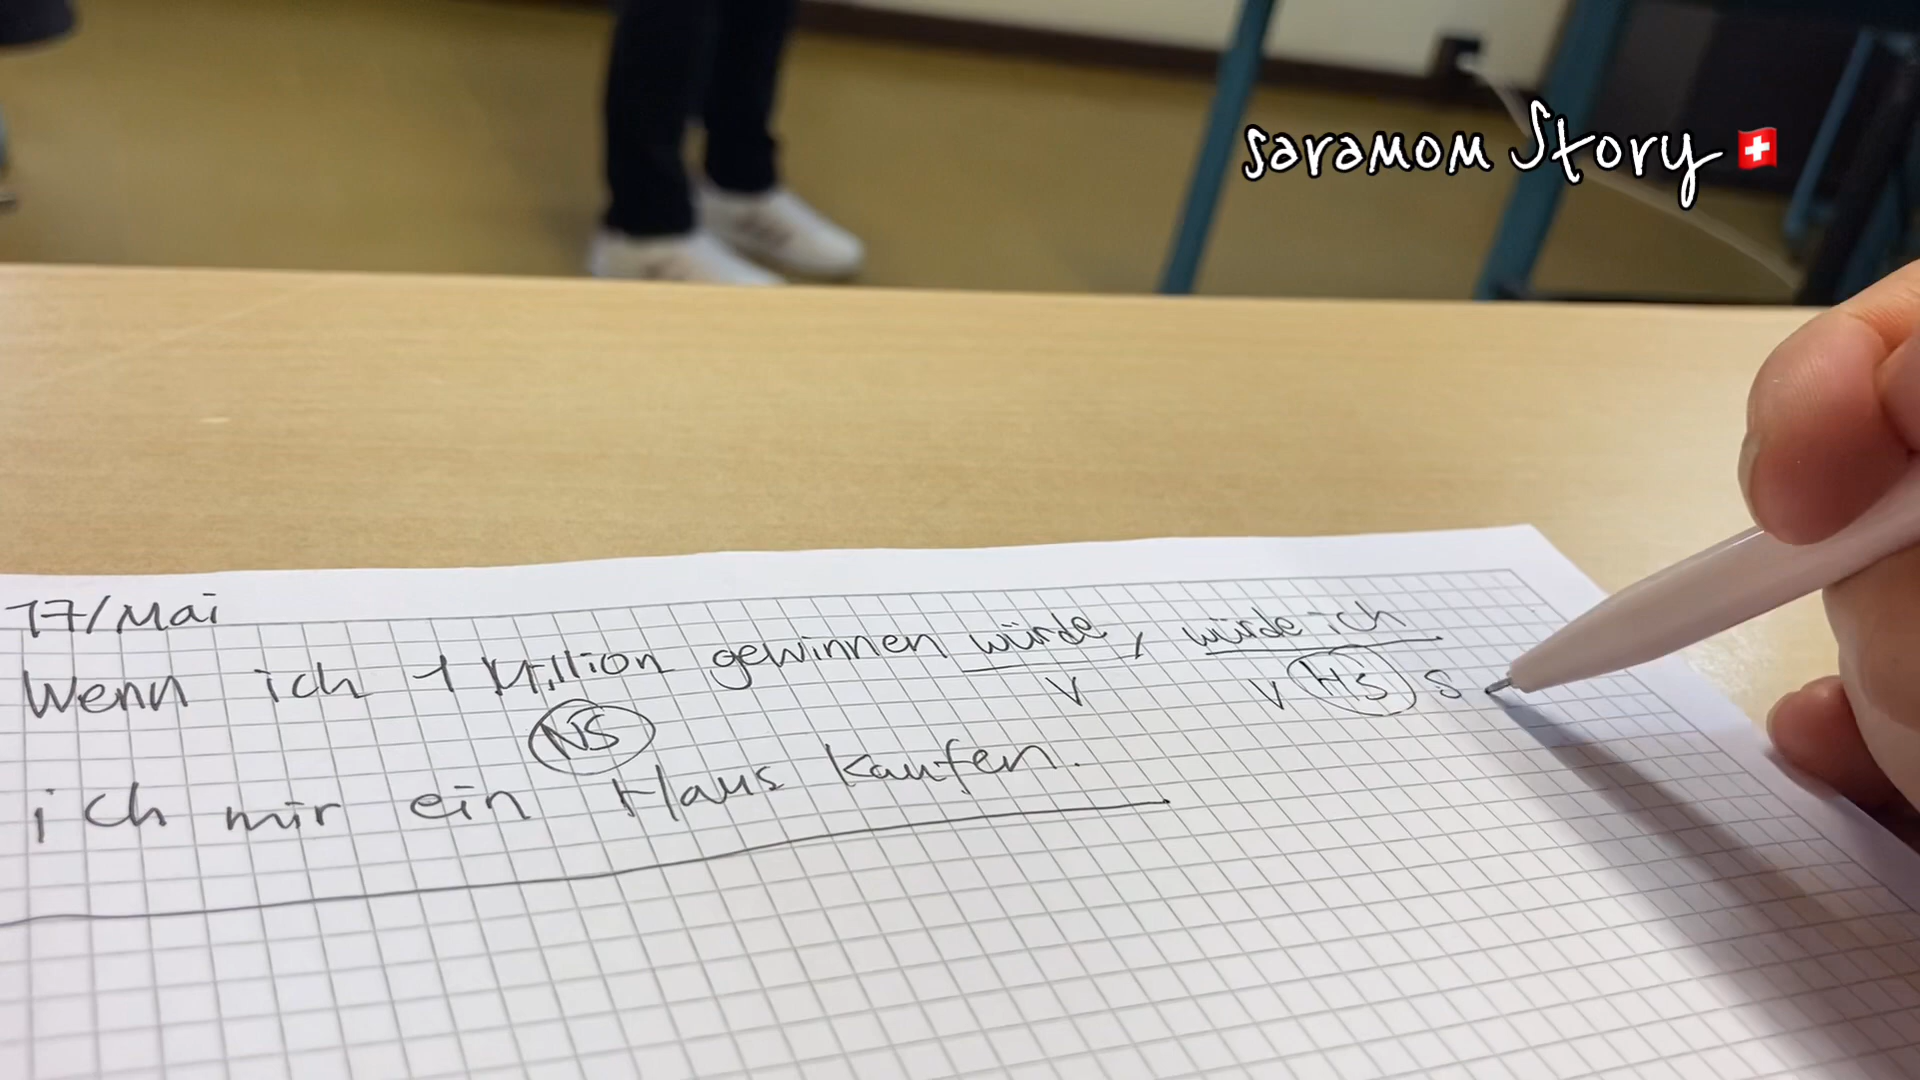 saramom Story
17/Mai
Wenn ich 1 Million gewinnen würde, würde ich
NS V V HS S
ich mir ein Haus kaufen.